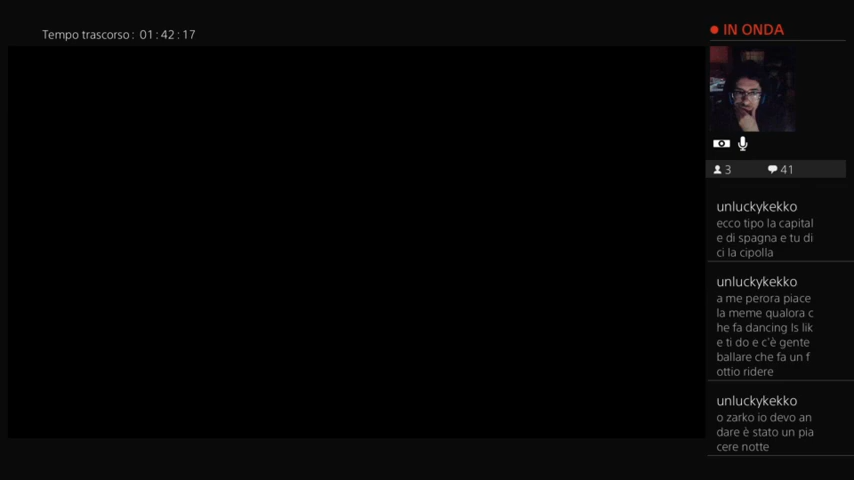 Tempo trascorso: 01:42:17
IN ONDA
3 41
unluckykekko
ecco tipo la capital
e di spagna e tu di
ci la cipolla
unluckykekko
a me perora piace
la meme qualora c
he fa dancing ls lik
e ti do e c'è gente
ballare che fa un f
ottio ridere
unluckykekko
o zarko io devo an
dare è stato un pia
cere notte